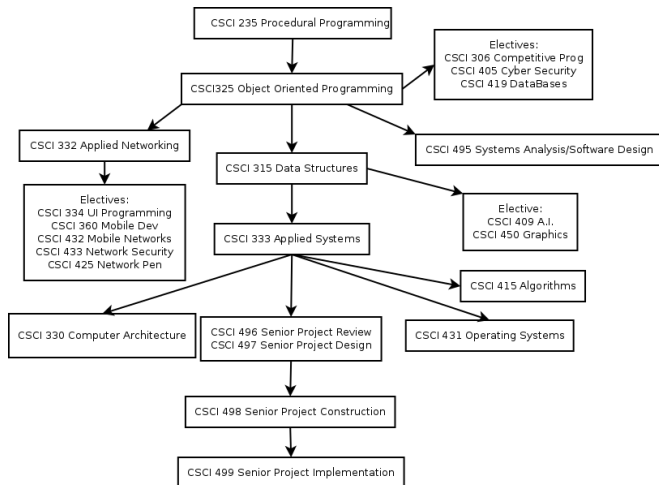 CSCI 235 Procedural Programming
Electives:
CSCI 306 Competitive Prog
CSCI 405 Cyber Security
CSCI 419 DataBases
CSCI325 Object Oriented Programming
CSCI 332 Applied Networking
CSCI 495 Systems Analysis/Software Design
CSCI 315 Data Structures
Electives:
CSCI 334 UI Programming
CSCI 360 Mobile Dev
CSCI 432 Mobile Networks
CSCI 433 Network Security
CSCI 425 Network Pen
Elective:
CSCI 409 A.I.
CSCI 450 Graphics
CSCI 333 Applied Systems
CSCI 415 Algorithms
CSCI 330 Computer Architecture
CSCI 496 Senior Project Review
CSCI 497 Senior Project Design
CSCI 431 Operating Systems
CSCI 498 Senior Project Construction
CSCI 499 Senior Project Implementation